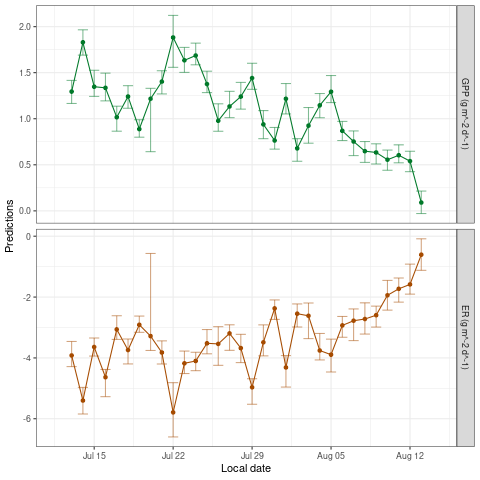 2.0
1.5
1.0
0.5
0.0
GPP (g m^-2 d^-1)
Predictions
0
-2
-4
-6
ER (g m^-2 d^-1)
Jul 15
Jul 22
Jul 29
Aug 05
Aug 12
Local date